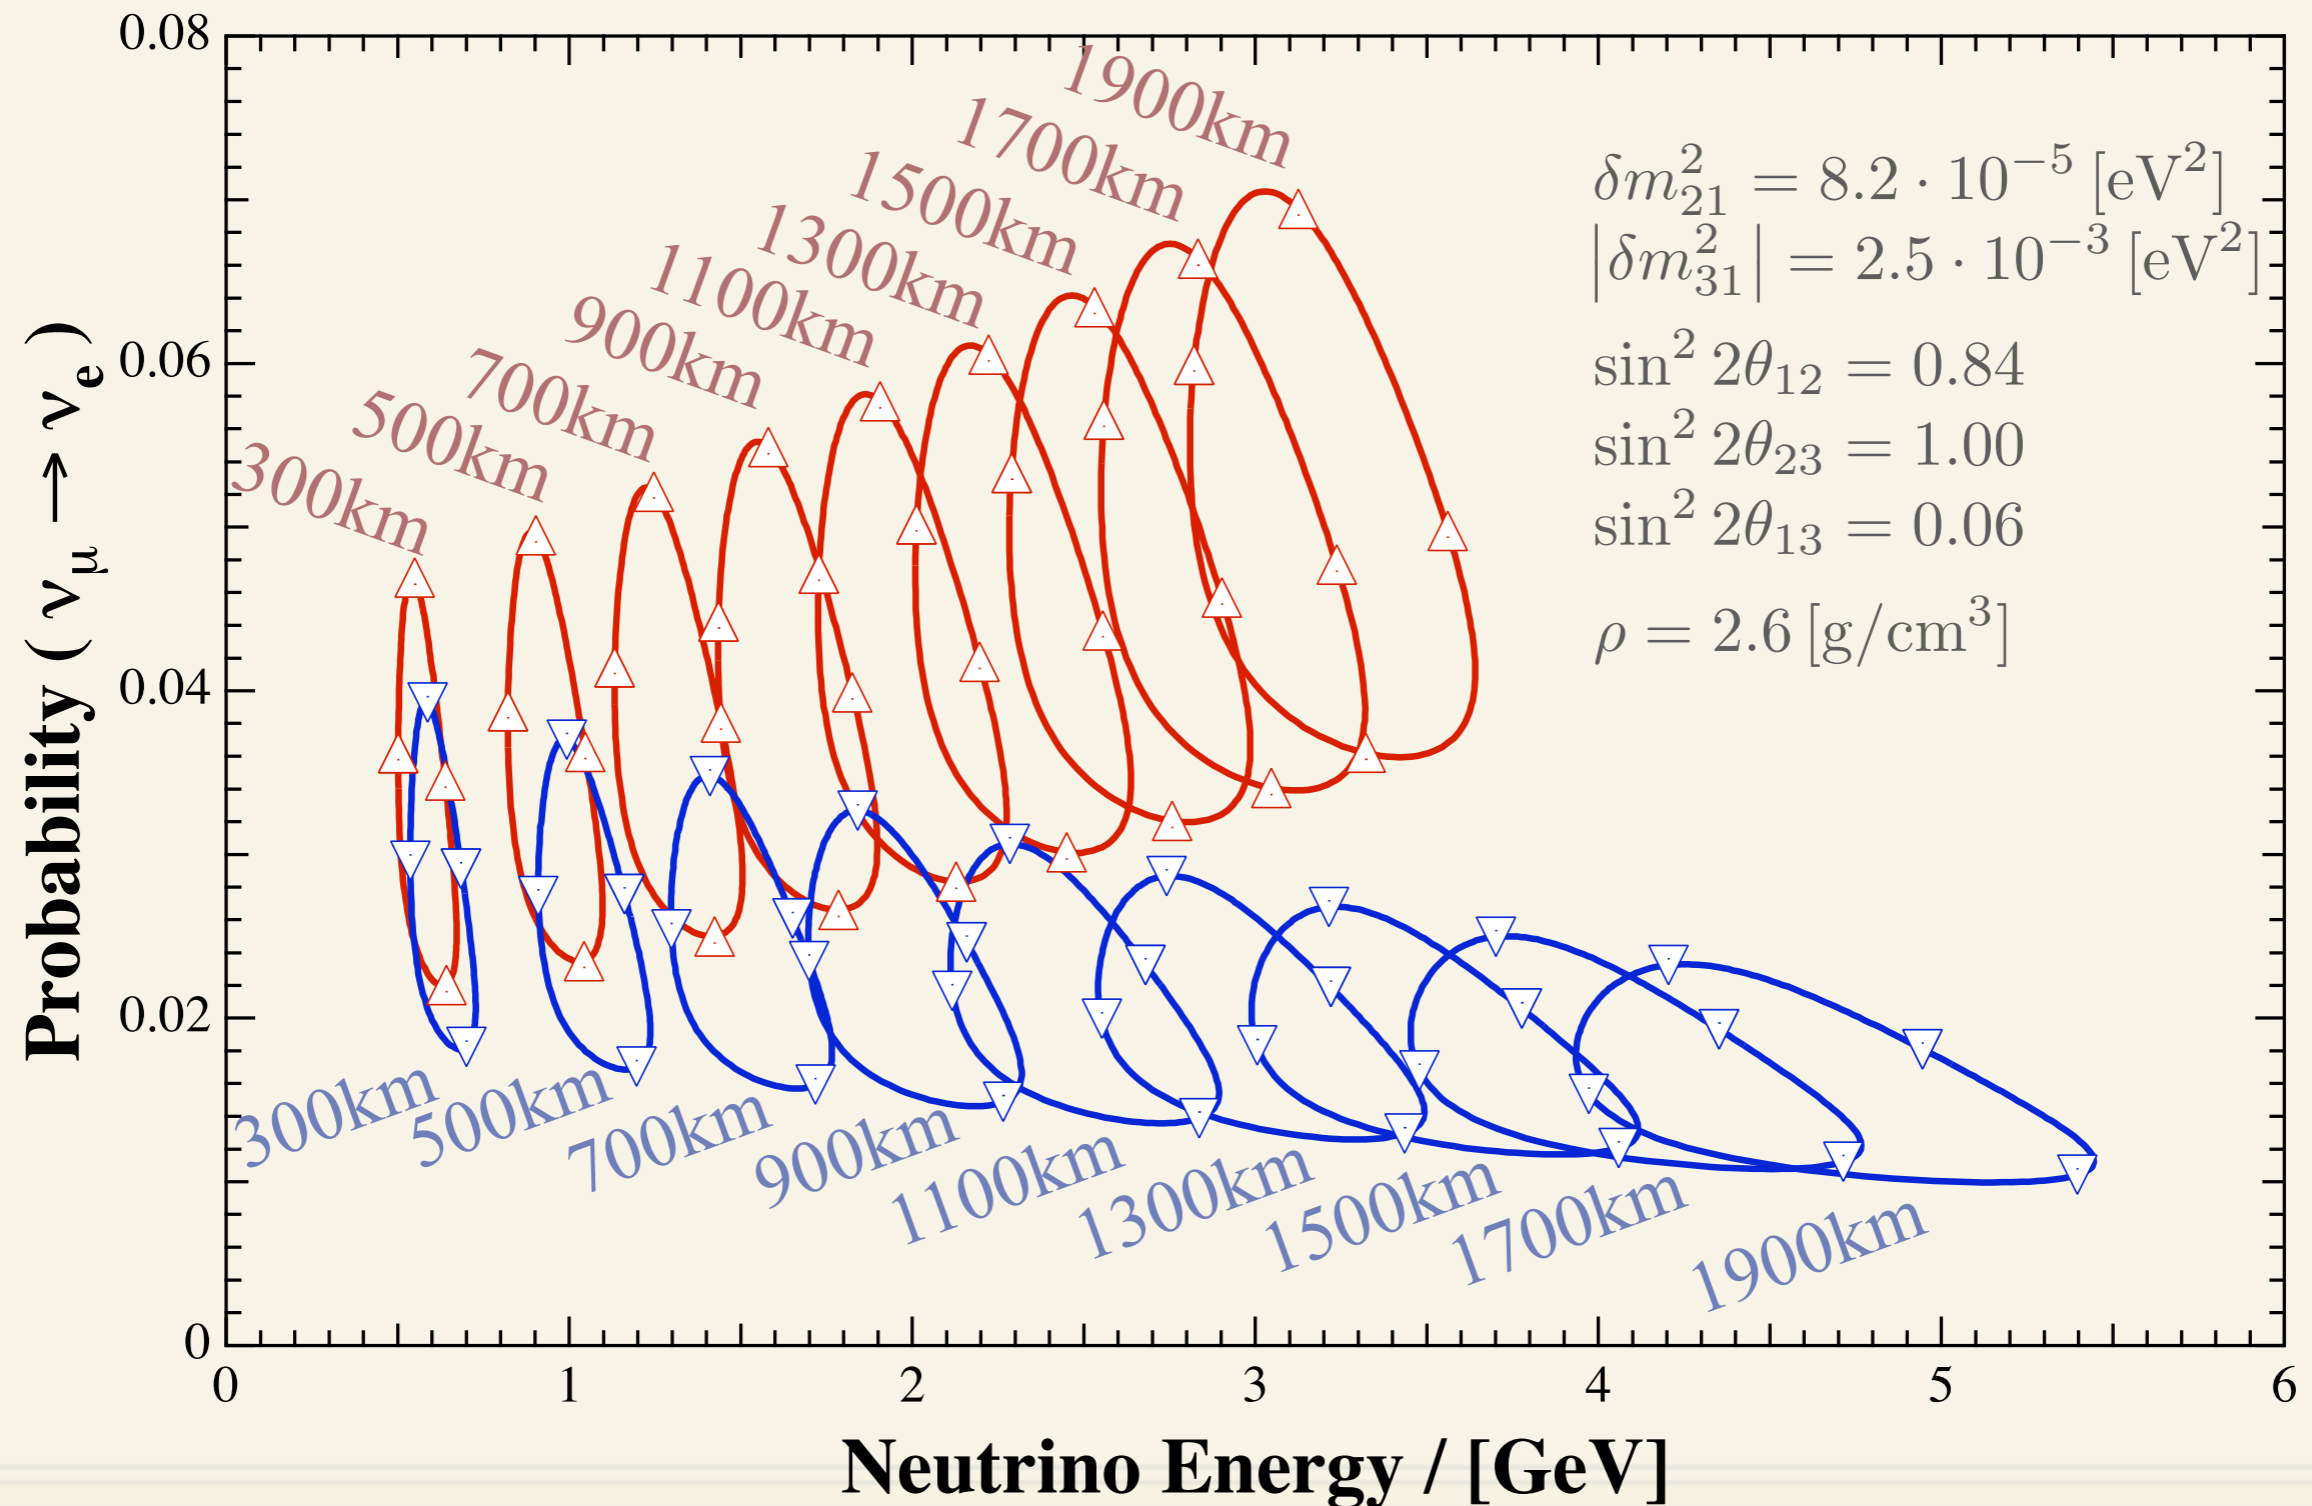 0.08
0.06
0.04
0.02
0
0 1 2 3 4 5 6
Probability ( νμ → νe )
Neutrino Energy / [GeV]
1900km
1700km
1500km
1300km
1100km
900km
700km
500km
300km
δm²₂₁ = 8.2 · 10⁻⁵ [eV²]
|δm²₃₁| = 2.5 · 10⁻³ [eV²]
sin² 2θ₁₂ = 0.84
sin² 2θ₂₃ = 1.00
sin² 2θ₁₃ = 0.06
ρ = 2.6 [g/cm³]
300km
500km
700km
900km
1100km
1300km
1500km
1700km
1900km